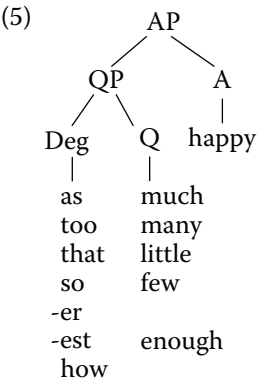 (5) AP
QP A
Deg Q happy
as much
too many
that little
so few
-er
-est enough
how